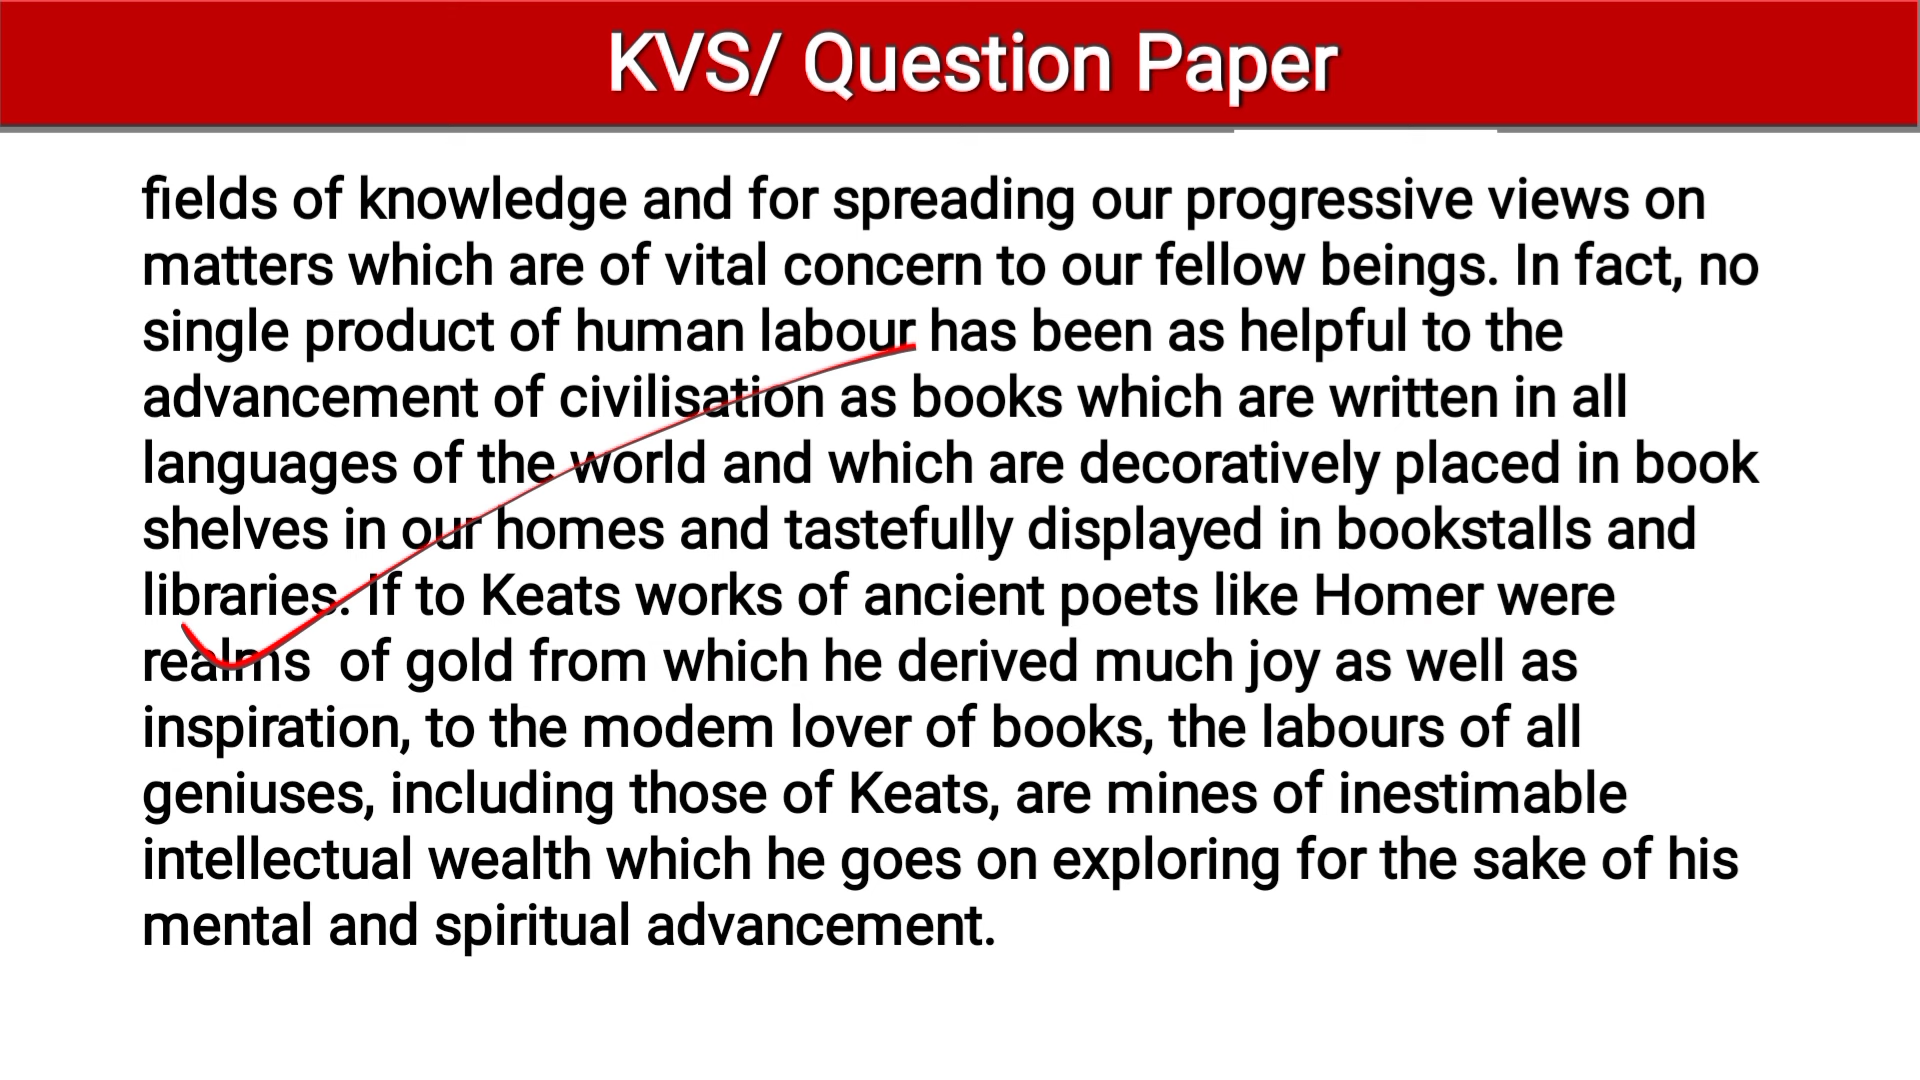 KVS/ Question Paper
fields of knowledge and for spreading our progressive views on
matters which are of vital concern to our fellow beings. In fact, no
single product of human labour has been as helpful to the
advancement of civilisation as books which are written in all
languages of the world and which are decoratively placed in book
shelves in our homes and tastefully displayed in bookstalls and
libraries. If to Keats works of ancient poets like Homer were
realms of gold from which he derived much joy as well as
inspiration, to the modem lover of books, the labours of all
geniuses, including those of Keats, are mines of inestimable
intellectual wealth which he goes on exploring for the sake of his
mental and spiritual advancement.